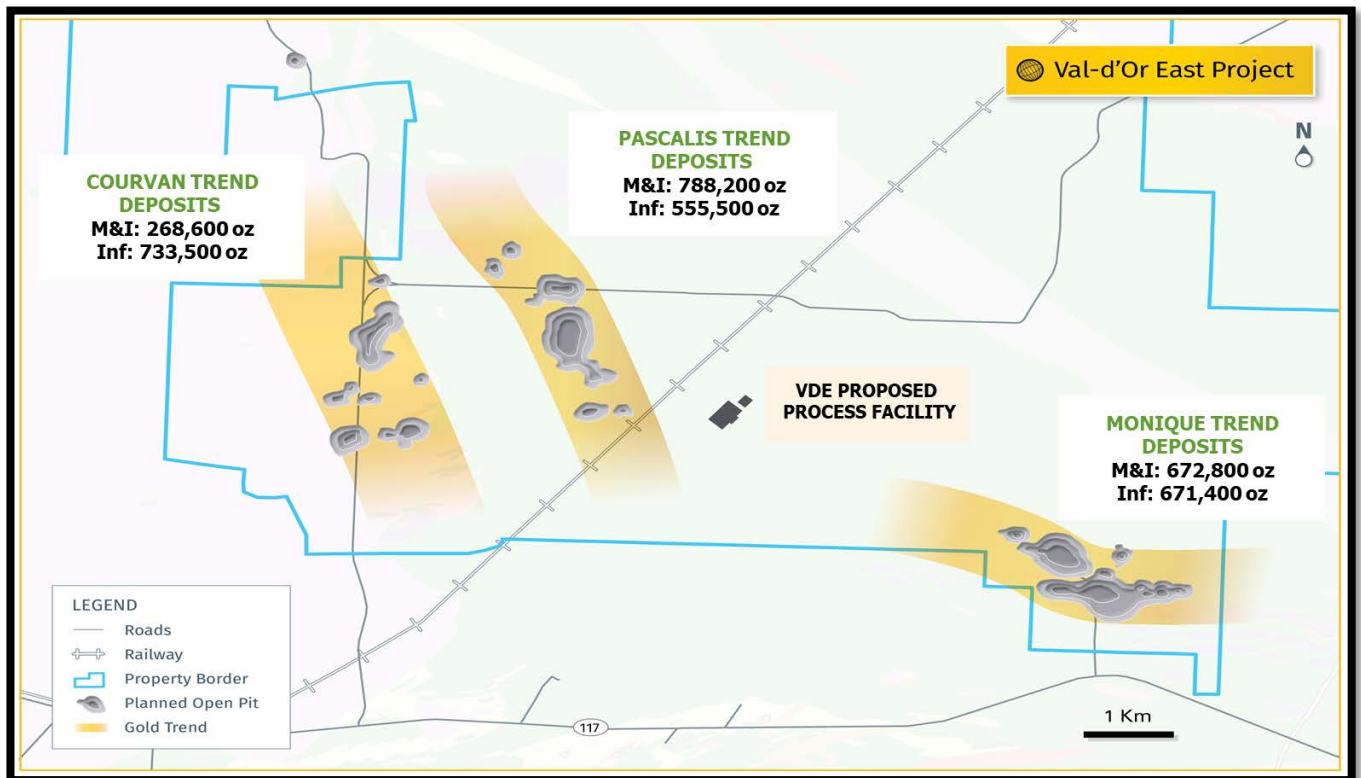 Val-d'Or East Project
N
PASCALIS TREND
DEPOSITS
M&I: 788,200 oz
Inf: 555,500 oz
COURVAN TREND
DEPOSITS
M&I: 268,600 oz
Inf: 733,500 oz
VDE PROPOSED
PROCESS FACILITY
MONIQUE TREND
DEPOSITS
M&I: 672,800 oz
Inf: 671,400 oz
LEGEND
Roads
Railway
Property Border
Planned Open Pit
Gold Trend
117
1 Km